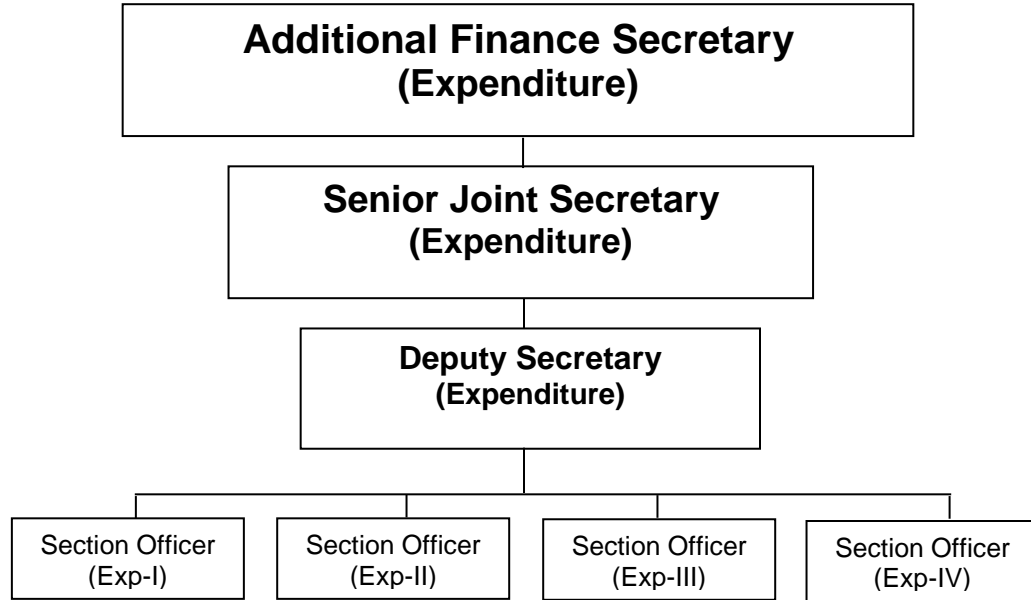 Additional Finance Secretary
(Expenditure)
Senior Joint Secretary
(Expenditure)
Deputy Secretary
(Expenditure)
Section Officer
(Exp-I)
Section Officer
(Exp-II)
Section Officer
(Exp-III)
Section Officer
(Exp-IV)